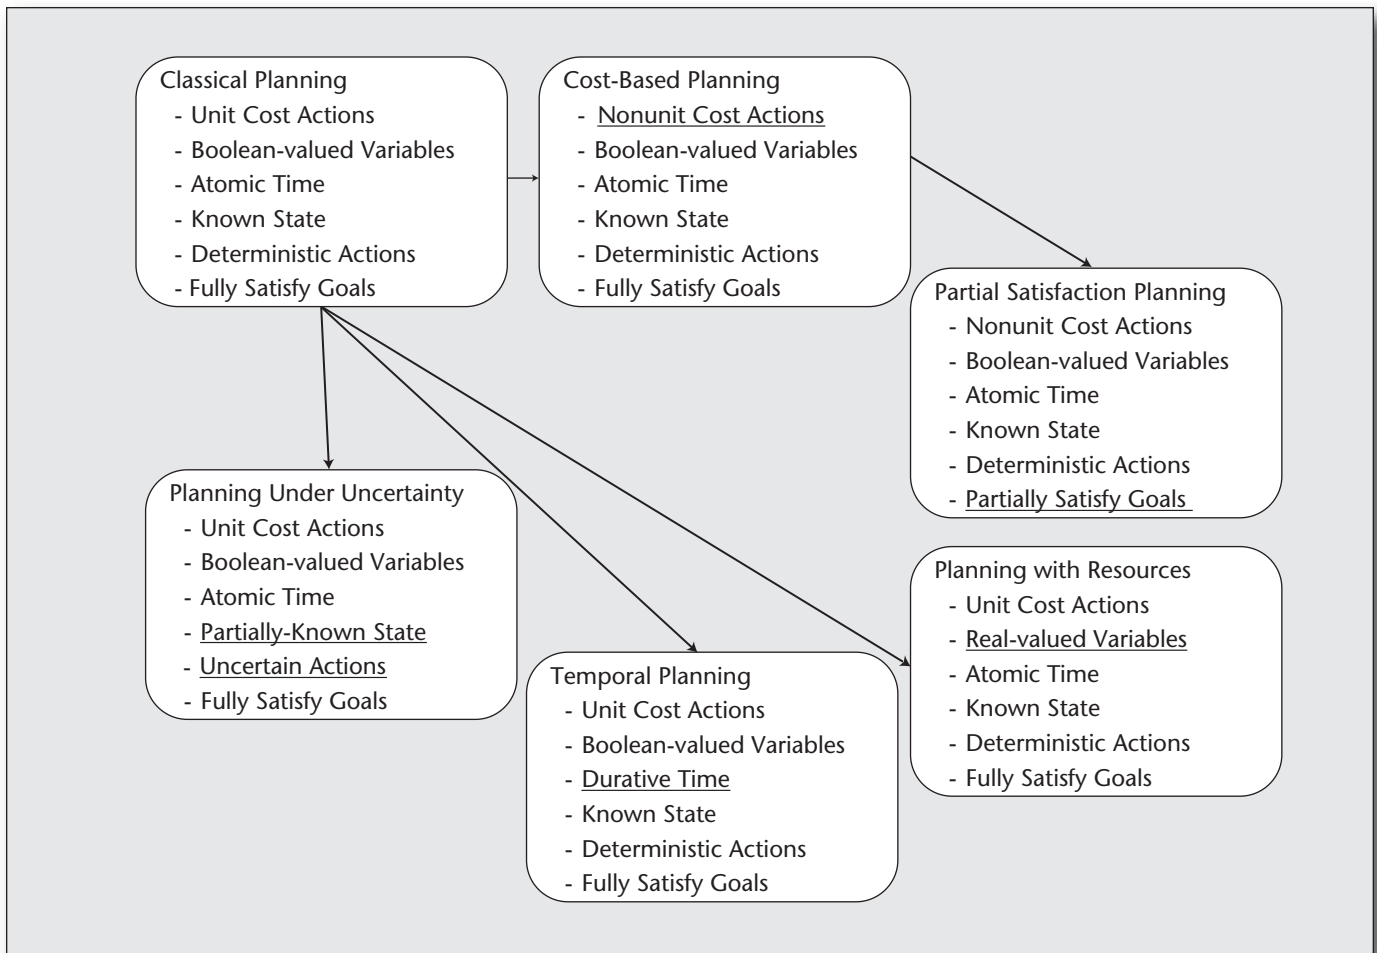 Classical Planning
- Unit Cost Actions
- Boolean-valued Variables
- Atomic Time
- Known State
- Deterministic Actions
- Fully Satisfy Goals
Cost-Based Planning
- Nonunit Cost Actions
- Boolean-valued Variables
- Atomic Time
- Known State
- Deterministic Actions
- Fully Satisfy Goals
Partial Satisfaction Planning
- Nonunit Cost Actions
- Boolean-valued Variables
- Atomic Time
- Known State
- Deterministic Actions
- Partially Satisfy Goals
Planning Under Uncertainty
- Unit Cost Actions
- Boolean-valued Variables
- Atomic Time
- Partially-Known State
- Uncertain Actions
- Fully Satisfy Goals
Temporal Planning
- Unit Cost Actions
- Boolean-valued Variables
- Durative Time
- Known State
- Deterministic Actions
- Fully Satisfy Goals
Planning with Resources
- Unit Cost Actions
- Real-valued Variables
- Atomic Time
- Known State
- Deterministic Actions
- Fully Satisfy Goals